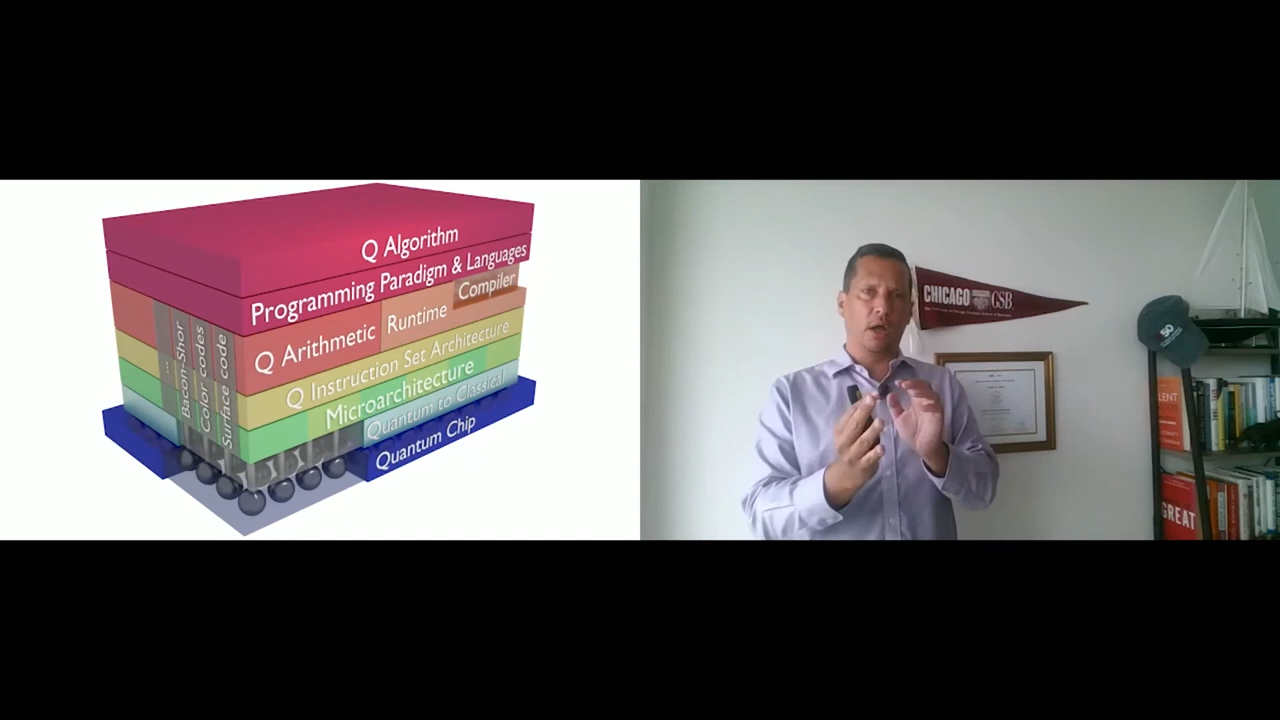 Q Algorithm
Programming Paradigm & Languages
Compiler
Q Arithmetic
Runtime
Q Instruction Set Architecture
Microarchitecture
Quantum to Classical
Quantum Chip
...
Bacon-Shor
Color codes
Surface code
CHICAGO GSB
50
GREAT